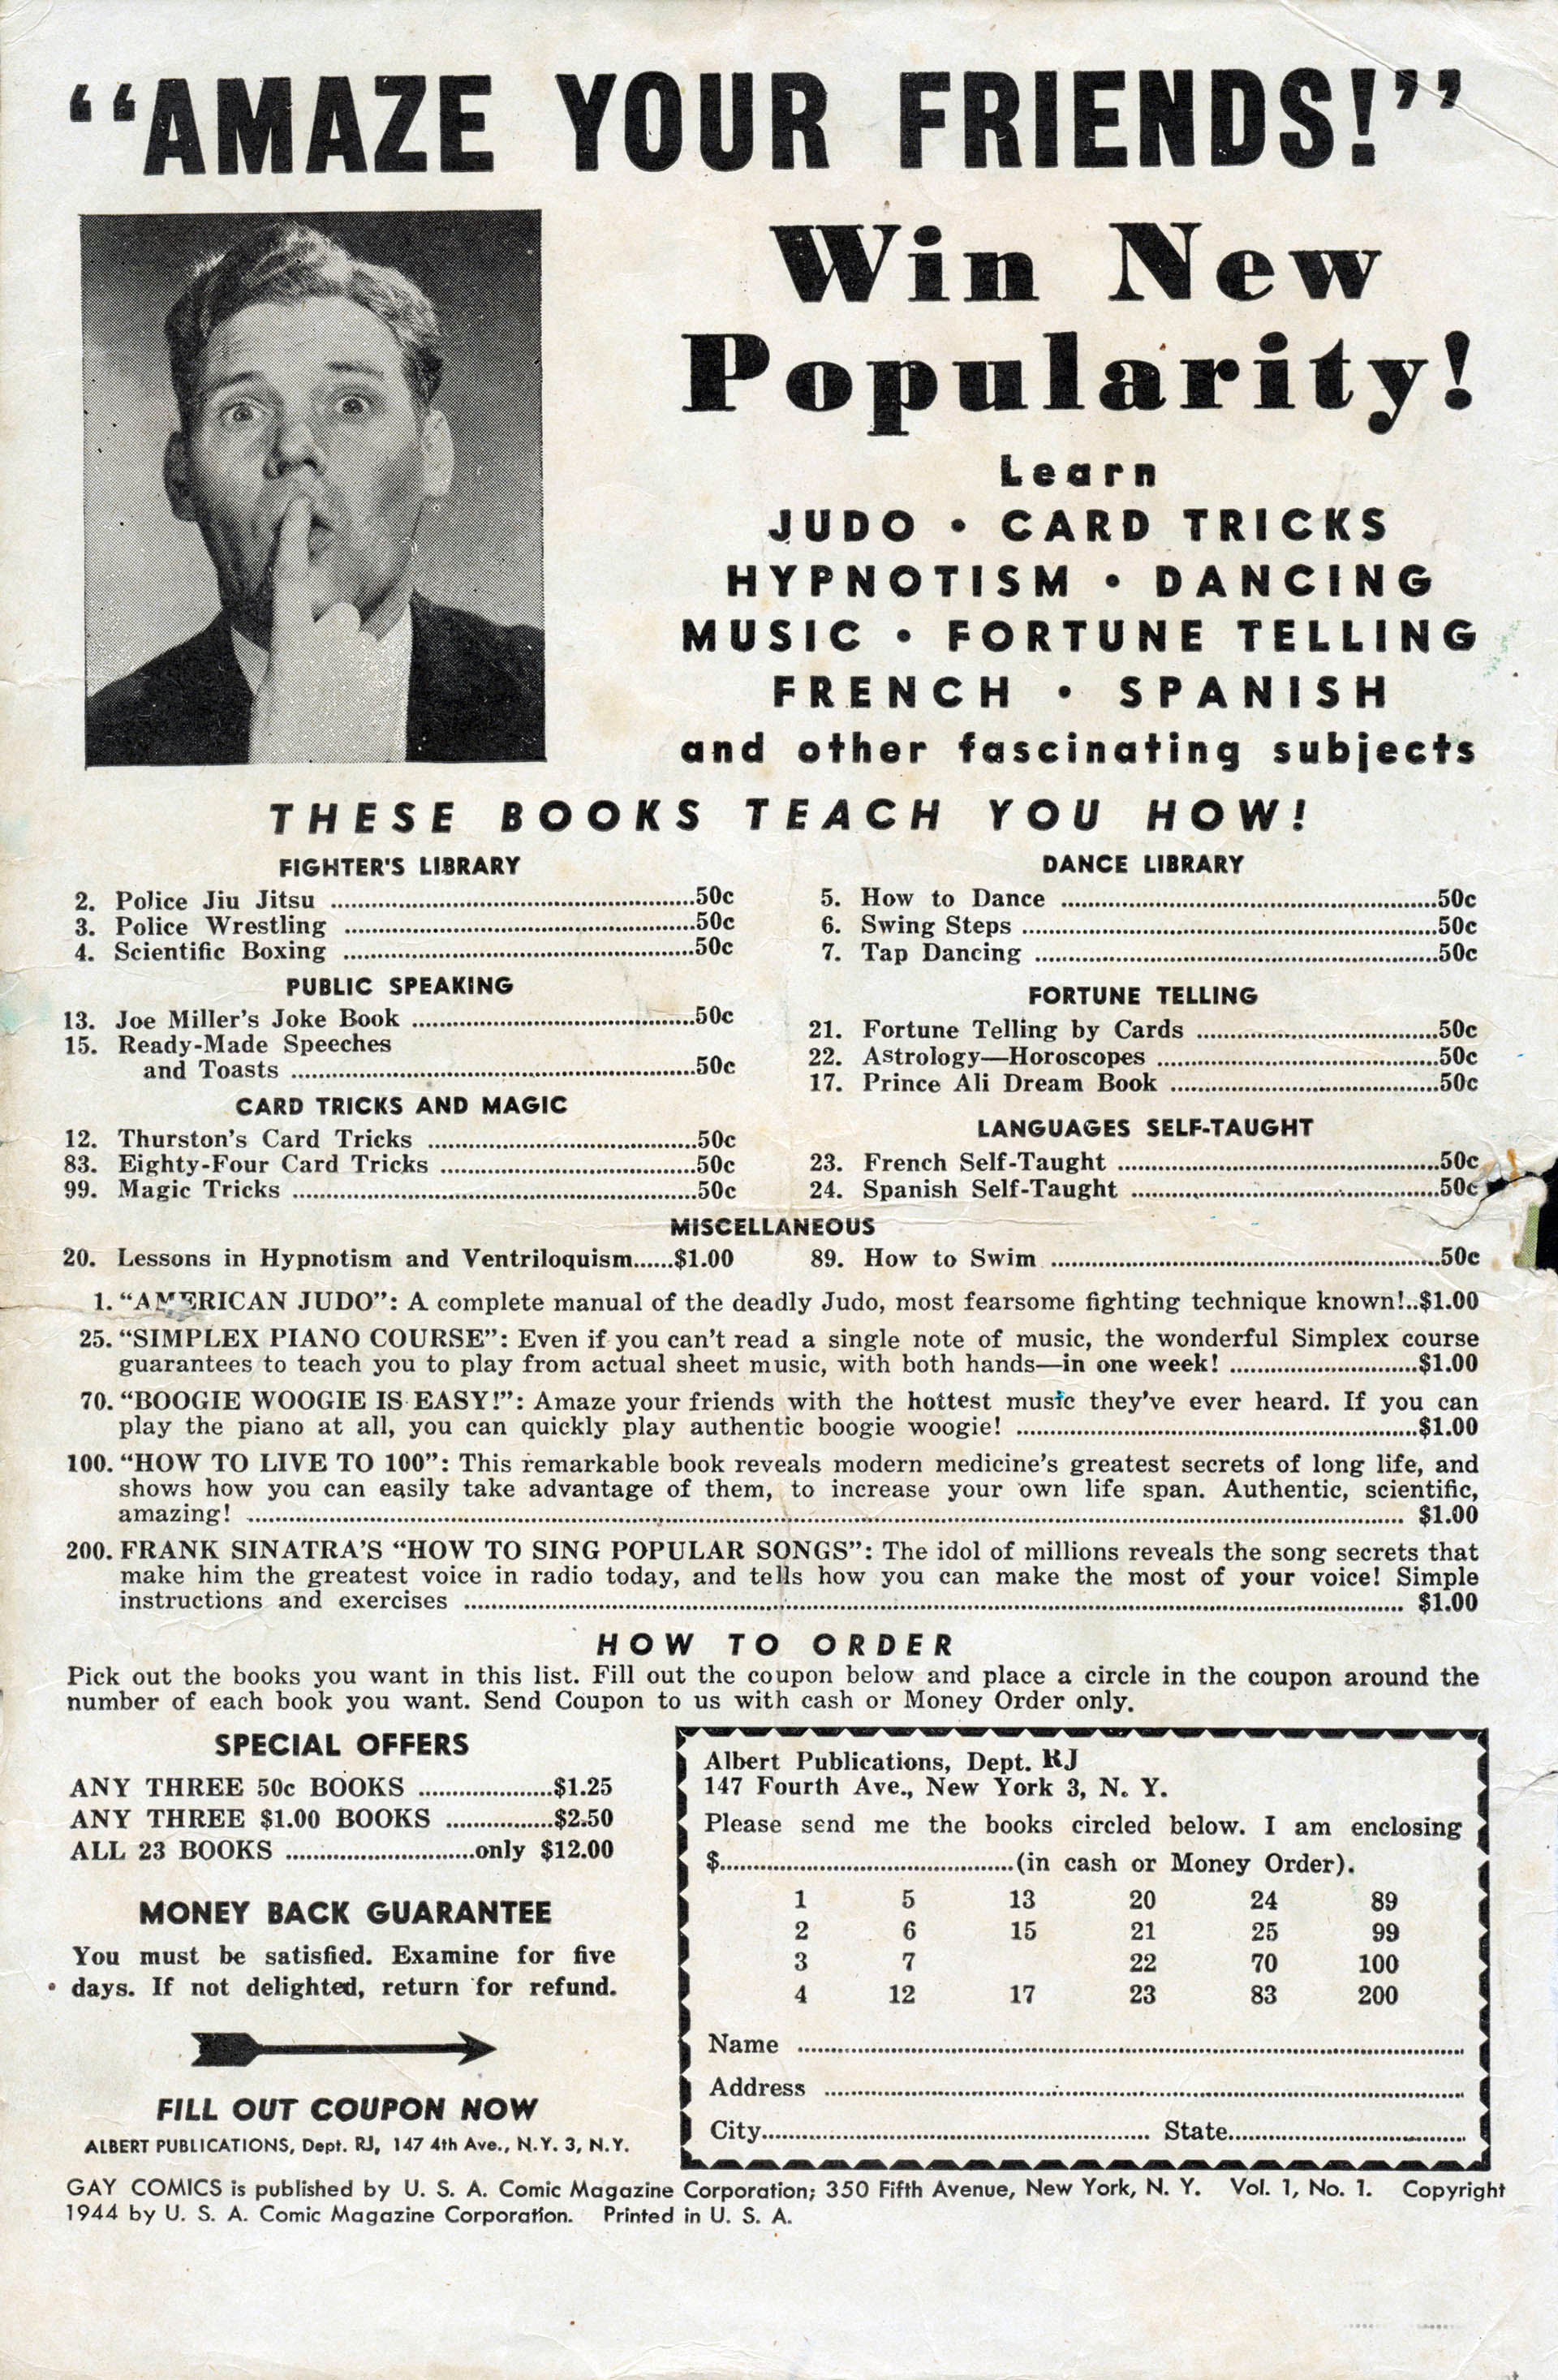 “AMAZE YOUR FRIENDS!”
Win New
Popularity!
Learn
JUDO • CARD TRICKS
HYPNOTISM • DANCING
MUSIC • FORTUNE TELLING
FRENCH • SPANISH
and other fascinating subjects
THESE BOOKS TEACH YOU HOW!
FIGHTER'S LIBRARY
2. Police Jiu Jitsu ........ 50c
3. Police Wrestling ........ 50c
4. Scientific Boxing ........ 50c
PUBLIC SPEAKING
13. Joe Miller's Joke Book ........ 50c
15. Ready-Made Speeches
and Toasts ........ 50c
CARD TRICKS AND MAGIC
12. Thurston's Card Tricks ........ 50c
83. Eighty-Four Card Tricks ........ 50c
99. Magic Tricks ........ 50c
DANCE LIBRARY
5. How to Dance ........ 50c
6. Swing Steps ........ 50c
7. Tap Dancing ........ 50c
FORTUNE TELLING
21. Fortune Telling by Cards ........ 50c
22. Astrology—Horoscopes ........ 50c
17. Prince Ali Dream Book ........ 50c
LANGUAGES SELF-TAUGHT
23. French Self-Taught ........ 50c
24. Spanish Self-Taught ........ 50c
MISCELLANEOUS
20. Lessons in Hypnotism and Ventriloquism......$1.00
89. How to Swim ........ 50c
1. “AMERICAN JUDO”: A complete manual of the deadly Judo, most fearsome fighting technique known!..$1.00
25. “SIMPLEX PIANO COURSE”: Even if you can't read a single note of music, the wonderful Simplex course
guarantees to teach you to play from actual sheet music, with both hands—in one week! ........ $1.00
70. “BOOGIE WOOGIE IS EASY!”: Amaze your friends with the hottest music they've ever heard. If you can
play the piano at all, you can quickly play authentic boogie woogie! ........ $1.00
100. “HOW TO LIVE TO 100”: This remarkable book reveals modern medicine's greatest secrets of long life, and
shows how you can easily take advantage of them, to increase your own life span. Authentic, scientific,
amazing! ........ $1.00
200. FRANK SINATRA'S “HOW TO SING POPULAR SONGS”: The idol of millions reveals the song secrets that
make him the greatest voice in radio today, and tells how you can make the most of your voice! Simple
instructions and exercises ........ $1.00
HOW TO ORDER
Pick out the books you want in this list. Fill out the coupon below and place a circle in the coupon around the
number of each book you want. Send Coupon to us with cash or Money Order only.
SPECIAL OFFERS
ANY THREE 50c BOOKS ........ $1.25
ANY THREE $1.00 BOOKS ........ $2.50
ALL 23 BOOKS ........ only $12.00
MONEY BACK GUARANTEE
You must be satisfied. Examine for five
days. If not delighted, return for refund.
FILL OUT COUPON NOW
ALBERT PUBLICATIONS, Dept. RJ, 147 4th Ave., N.Y. 3, N.Y.
Albert Publications, Dept. RJ
147 Fourth Ave., New York 3, N. Y.
Please send me the books circled below. I am enclosing
$........ (in cash or Money Order).
1 5 13 20 24 89
2 6 15 21 25 99
3 7 22 70 100
4 12 17 23 83 200
Name ........
Address ........
City........ State........
GAY COMICS is published by U. S. A. Comic Magazine Corporation; 350 Fifth Avenue, New York, N. Y. Vol. 1, No. 1. Copyright
1944 by U. S. A. Comic Magazine Corporation. Printed in U. S. A.